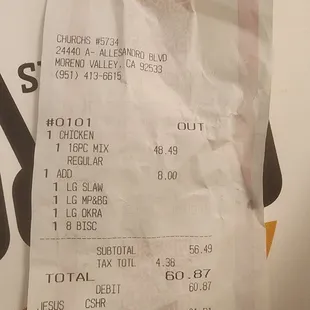 CHURCHS #5734
24440 A- ALLESANDRO BLVD
MORENO VALLEY, CA 92533
(951) 413-6615
S
#0101 OUT
1 CHICKEN
1 16PC MIX 48.49
REGULAR
1 ADD 8.00
1 LG SLAW
1 LG MP&BG
1 LG OKRA
1 8 BISC
SUBTOTAL 56.49
TAX TOTL 4.38
TOTAL 60.87
DEBIT 60.87
JESUS CSHR